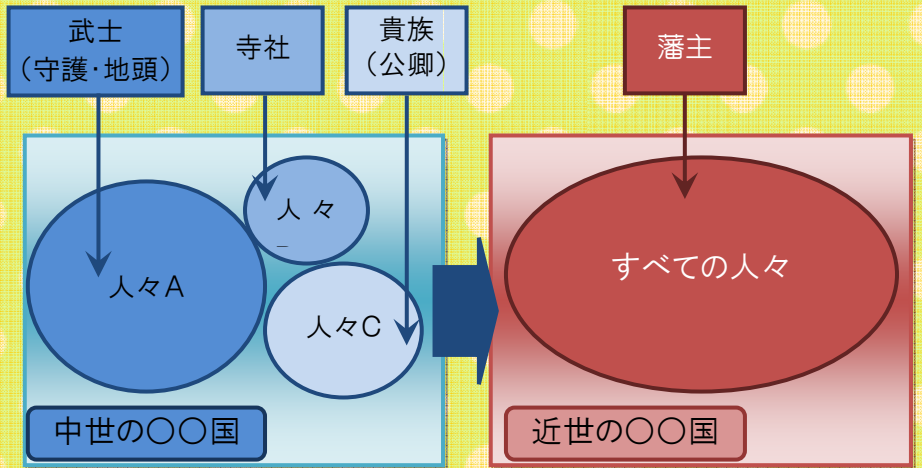 武士
（守護・地頭）
寺社
貴族
（公卿）
藩主
人々A
人々
人々C
すべての人々
中世の〇〇国
近世の〇〇国